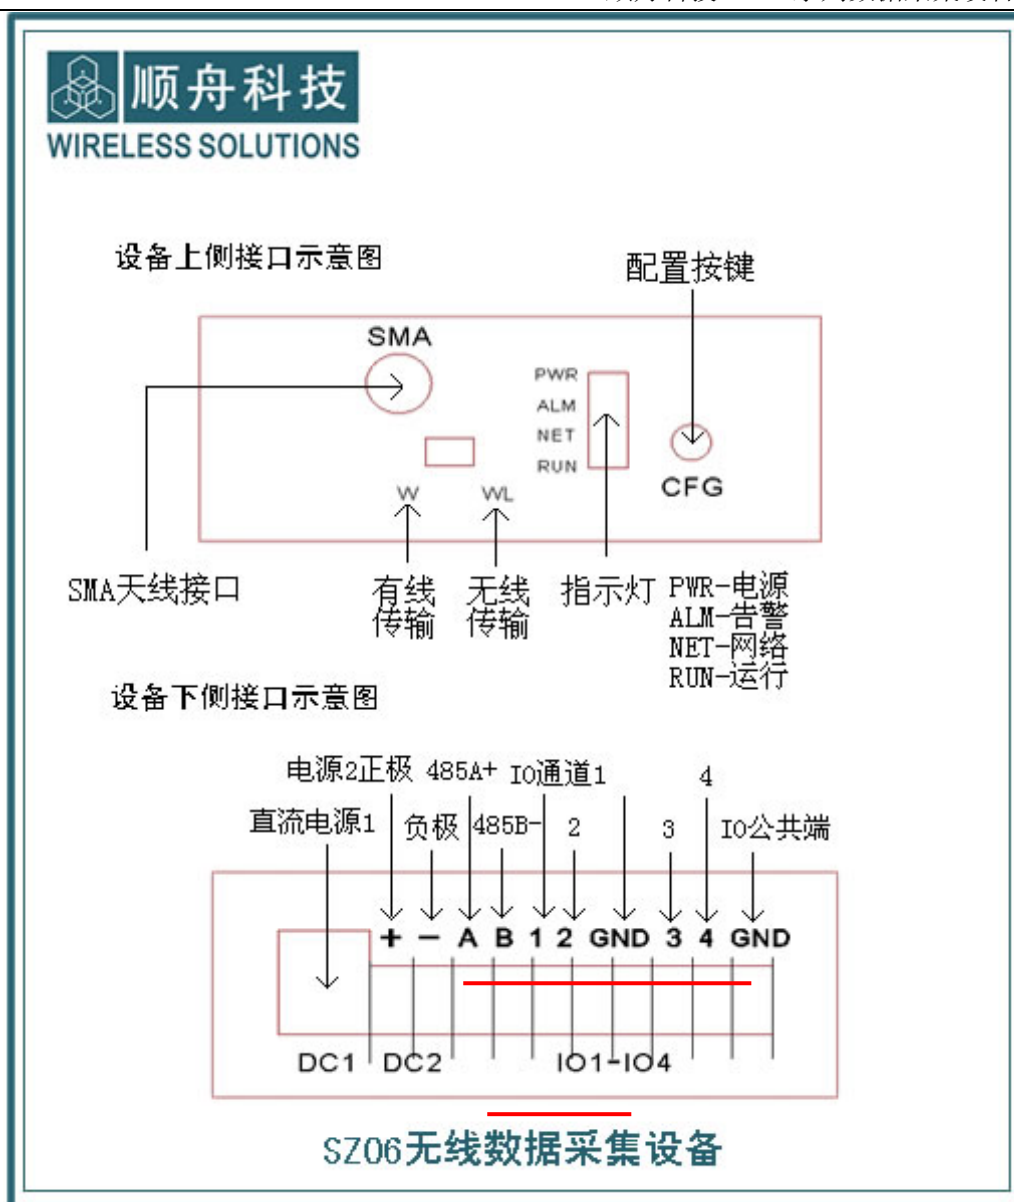 顺舟科技
WIRELESS SOLUTIONS
设备上侧接口示意图
配置按键
SMA
PWR
ALM
NET
RUN
W
WL
CFG
SMA天线接口
有线
传输
无线
传输
指示灯
PWR-电源
ALM-告警
NET-网络
RUN-运行
设备下侧接口示意图
电源2正极 485A+ IO通道1 4
直流电源1 负极 485B- 2 3 IO公共端
+ - A B 1 2 GND 3 4 GND
DC1 DC2 IO1-IO4
SZ06无线数据采集设备